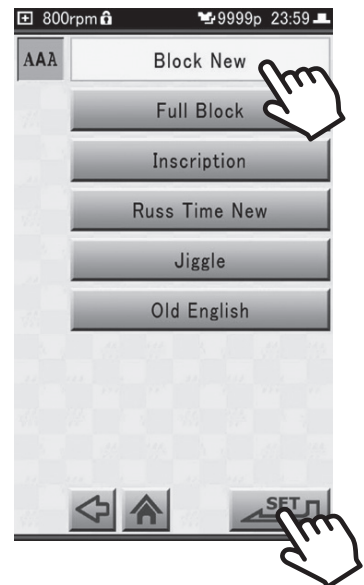 800rpm 9999p 23:59
AAA Block New
Full Block
Inscription
Russ Time New
Jiggle
Old English
SET